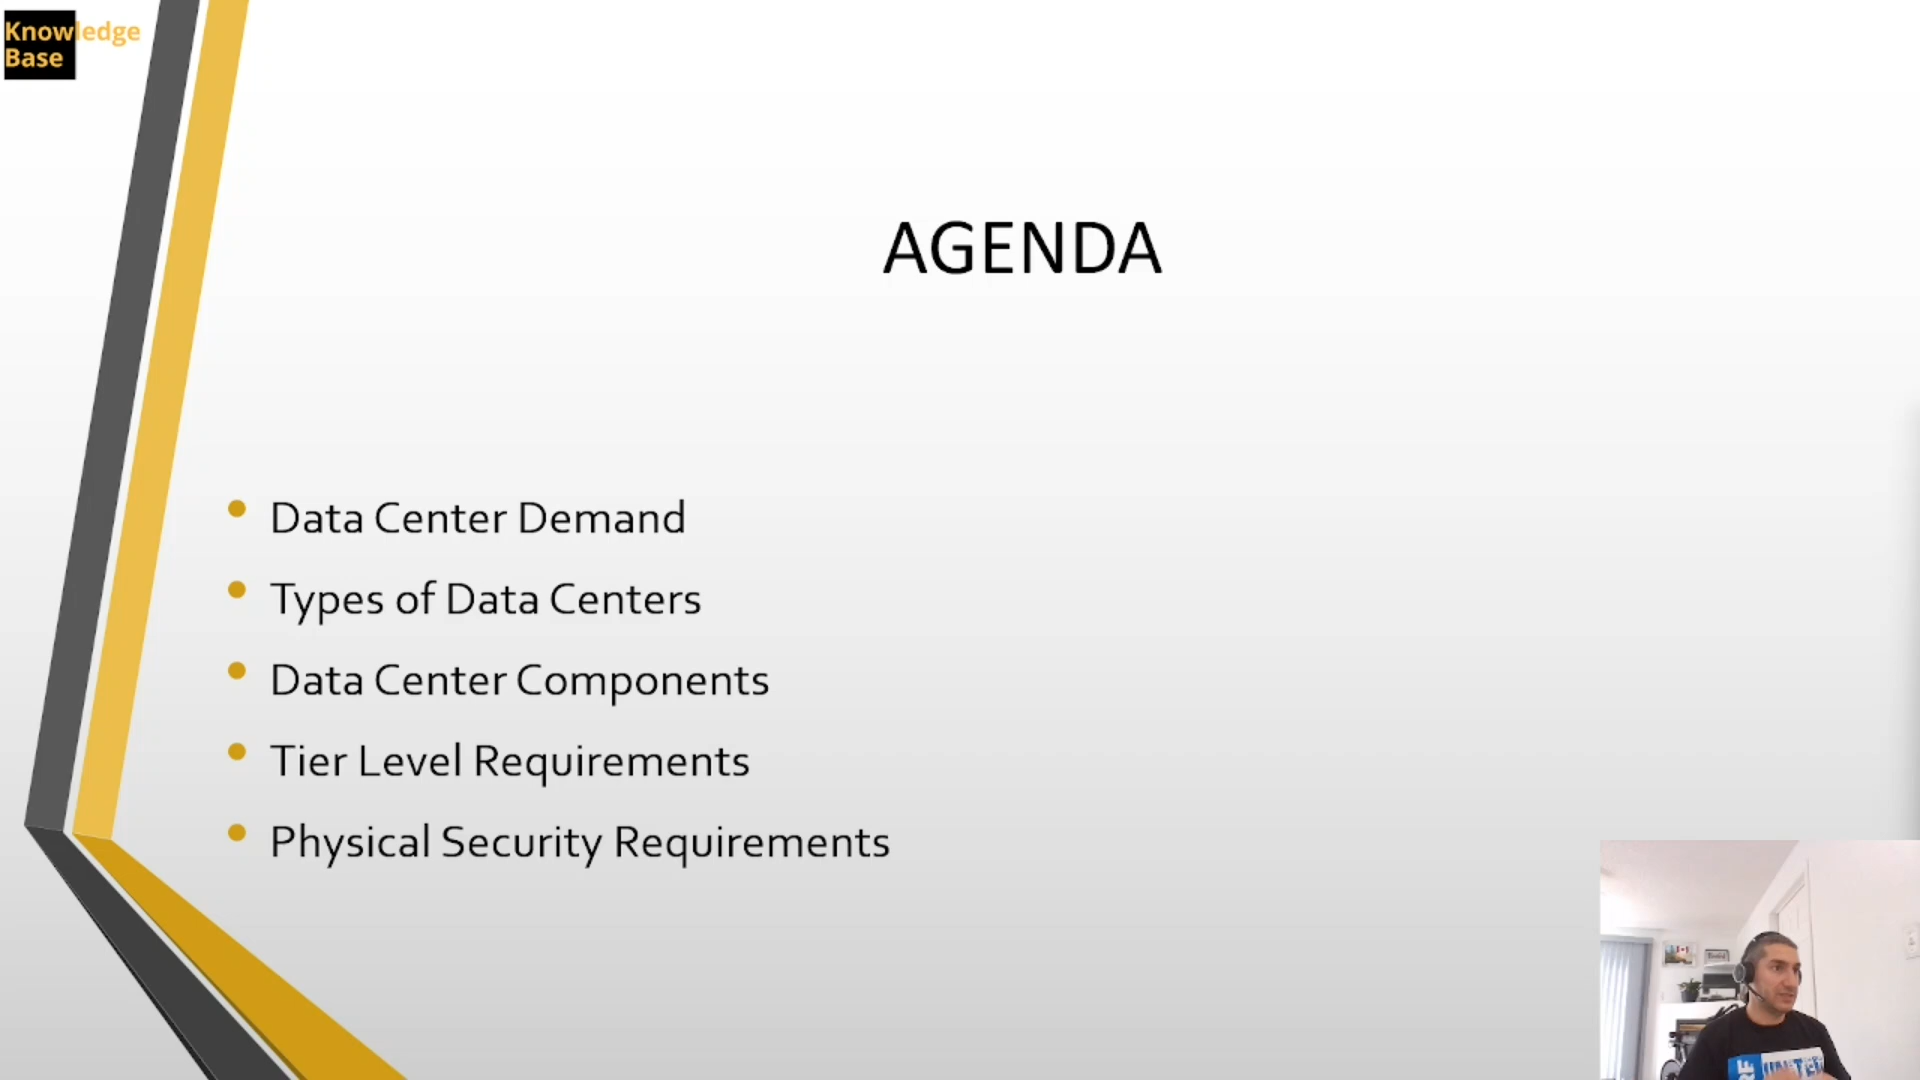 Knowledge
Base
AGENDA
• Data Center Demand
• Types of Data Centers
• Data Center Components
• Tier Level Requirements
• Physical Security Requirements